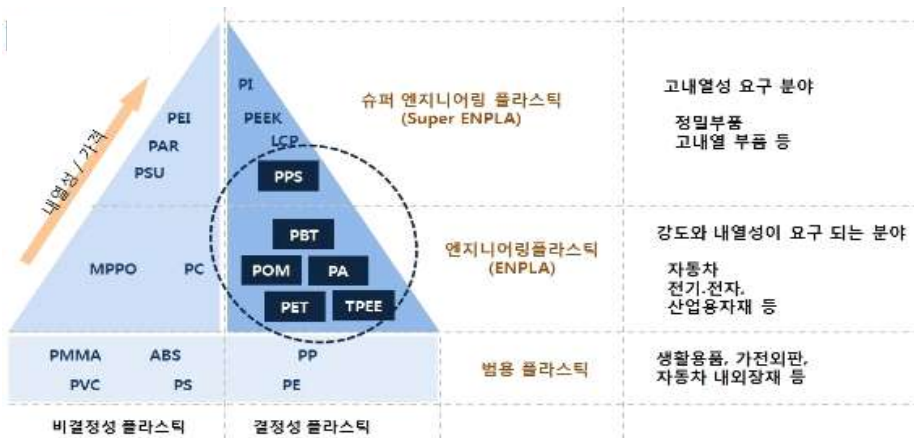 내열성 / 가격
PI
PEI PEEK
PAR LCP
PSU PPS
슈퍼 엔지니어링 플라스틱
(Super ENPLA)
고내열성 요구 분야
정밀부품
고내열 부품 등
PBT
MPPO PC POM PA
PET TPEE
엔지니어링플라스틱
(ENPLA)
강도와 내열성이 요구 되는 분야
자동차
전기.전자,
산업용자재 등
PMMA ABS PP
PVC PS PE
범용 플라스틱
생활용품, 가전외판,
자동차 내외장재 등
비결정성 플라스틱 결정성 플라스틱